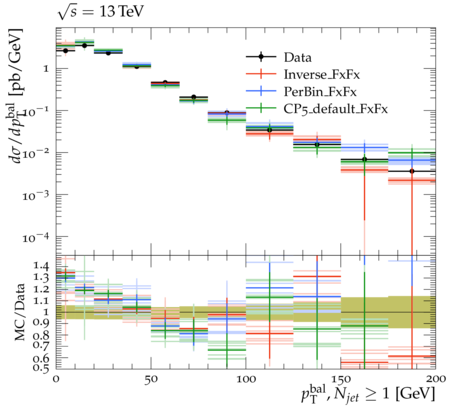 √s = 13 TeV
dσ/dp_T^bal [pb/GeV]
1
10⁻¹
10⁻²
10⁻³
10⁻⁴
Data
Inverse_FxFx
PerBin_FxFx
CP5_default_FxFx
MC/Data
1.4
1.3
1.2
1.1
1
0.9
0.8
0.7
0.6
0.5
0 50 100 150 200
p_T^bal, N_jet ≥ 1 [GeV]